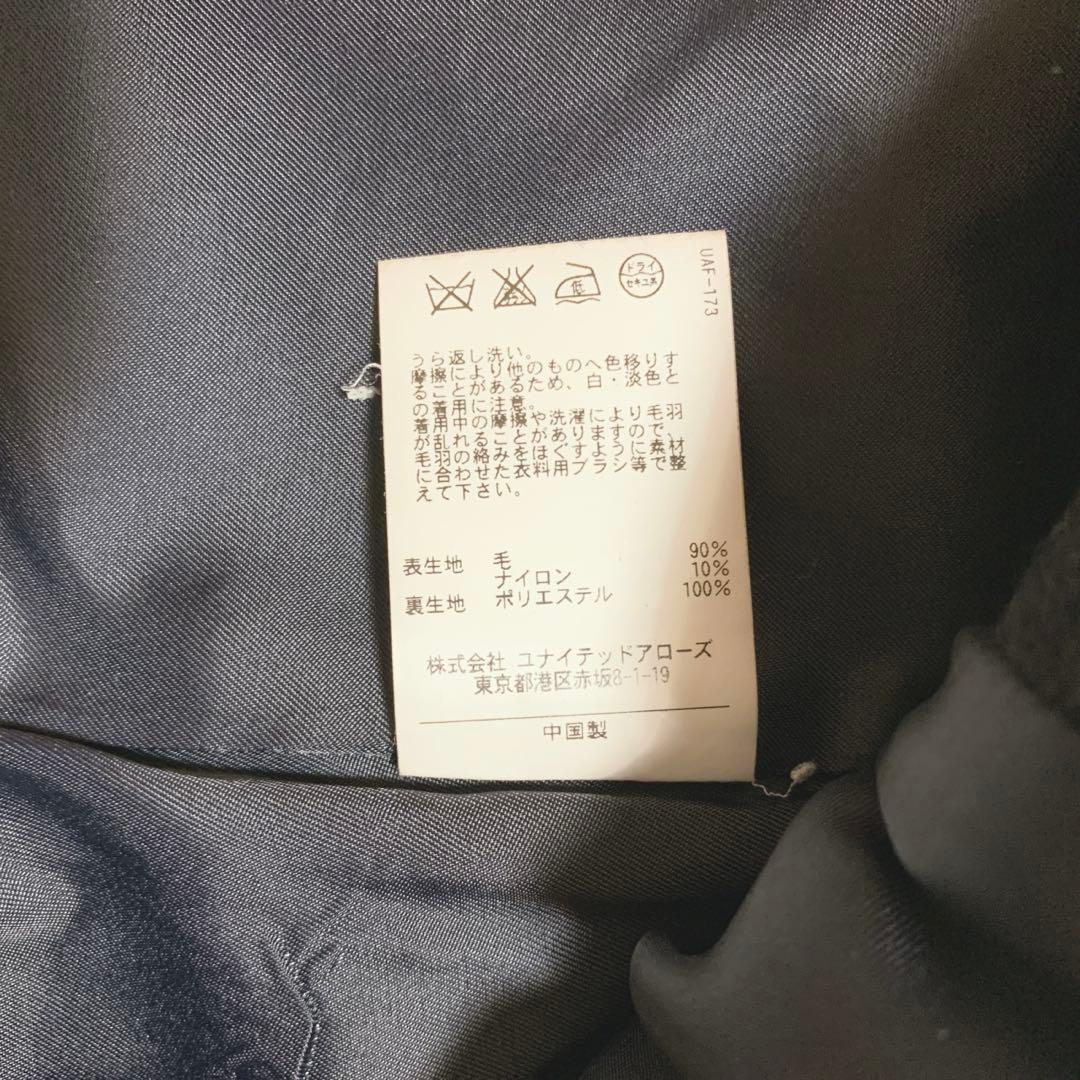 ドライ
セキユ系
低
UAF-173
うら返し洗い。
摩擦により他のものへ色移りす
ることがあるため、白・淡色と
の着用に注意。
着用中の摩擦や洗濯により毛羽
が乱れることがありますので、
毛羽の絡みをほぐすように素材
に合わせた衣料用ブラシ等で整
えて下さい。
表生地 毛 90%
ナイロン 10%
裏生地 ポリエステル 100%
株式会社 ユナイテッドアローズ
東京都港区赤坂8-1-19
中国製